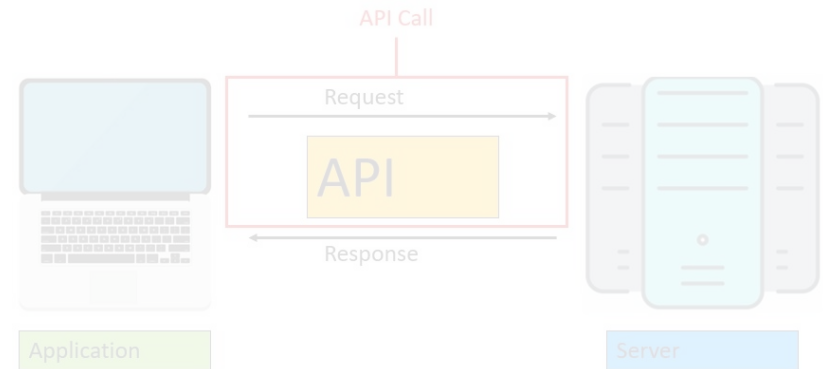 API Call
Request
API
Response
Application
Server